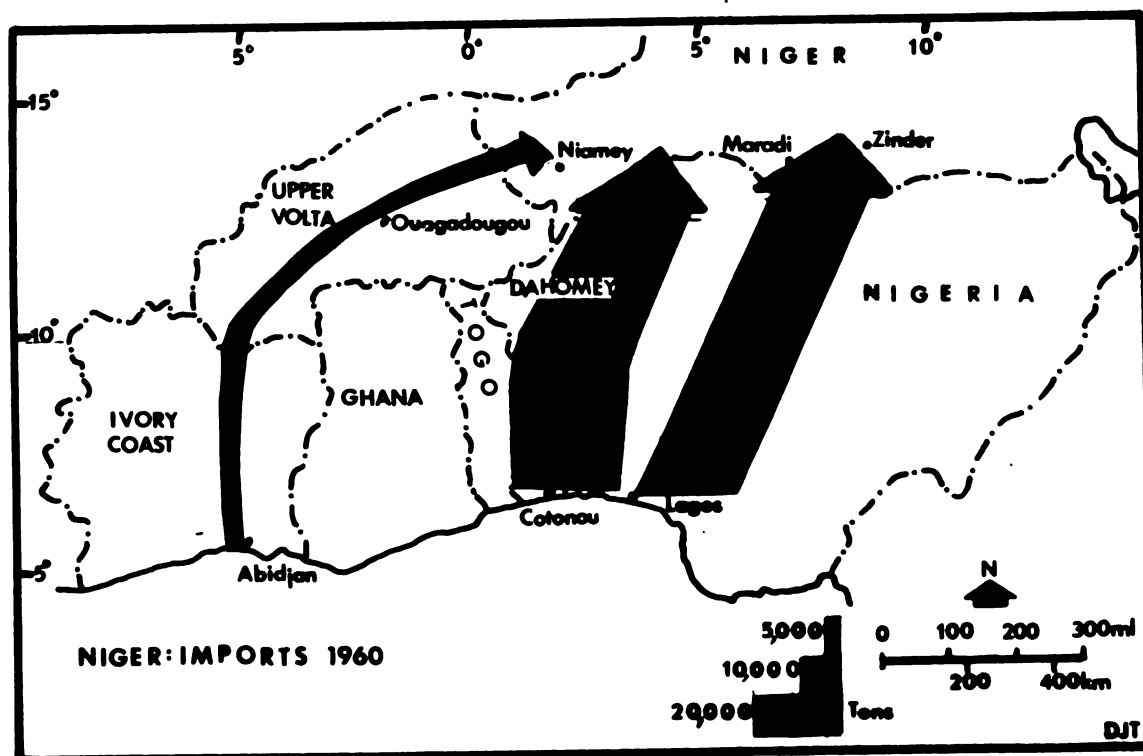 5° 0° 5° 10°
NIGER
15°
Niamey
Maradi
Zinder
UPPER
VOLTA
Ouagadougou
DAHOMEY
NIGERIA
10°
TOGO
GHANA
IVORY
COAST
Cotonou
Lagos
5°
Abidjan
N
5,000
0 100 200 300mi
NIGER: IMPORTS 1960
10,000
200 400km
20,000 Tons
DJT